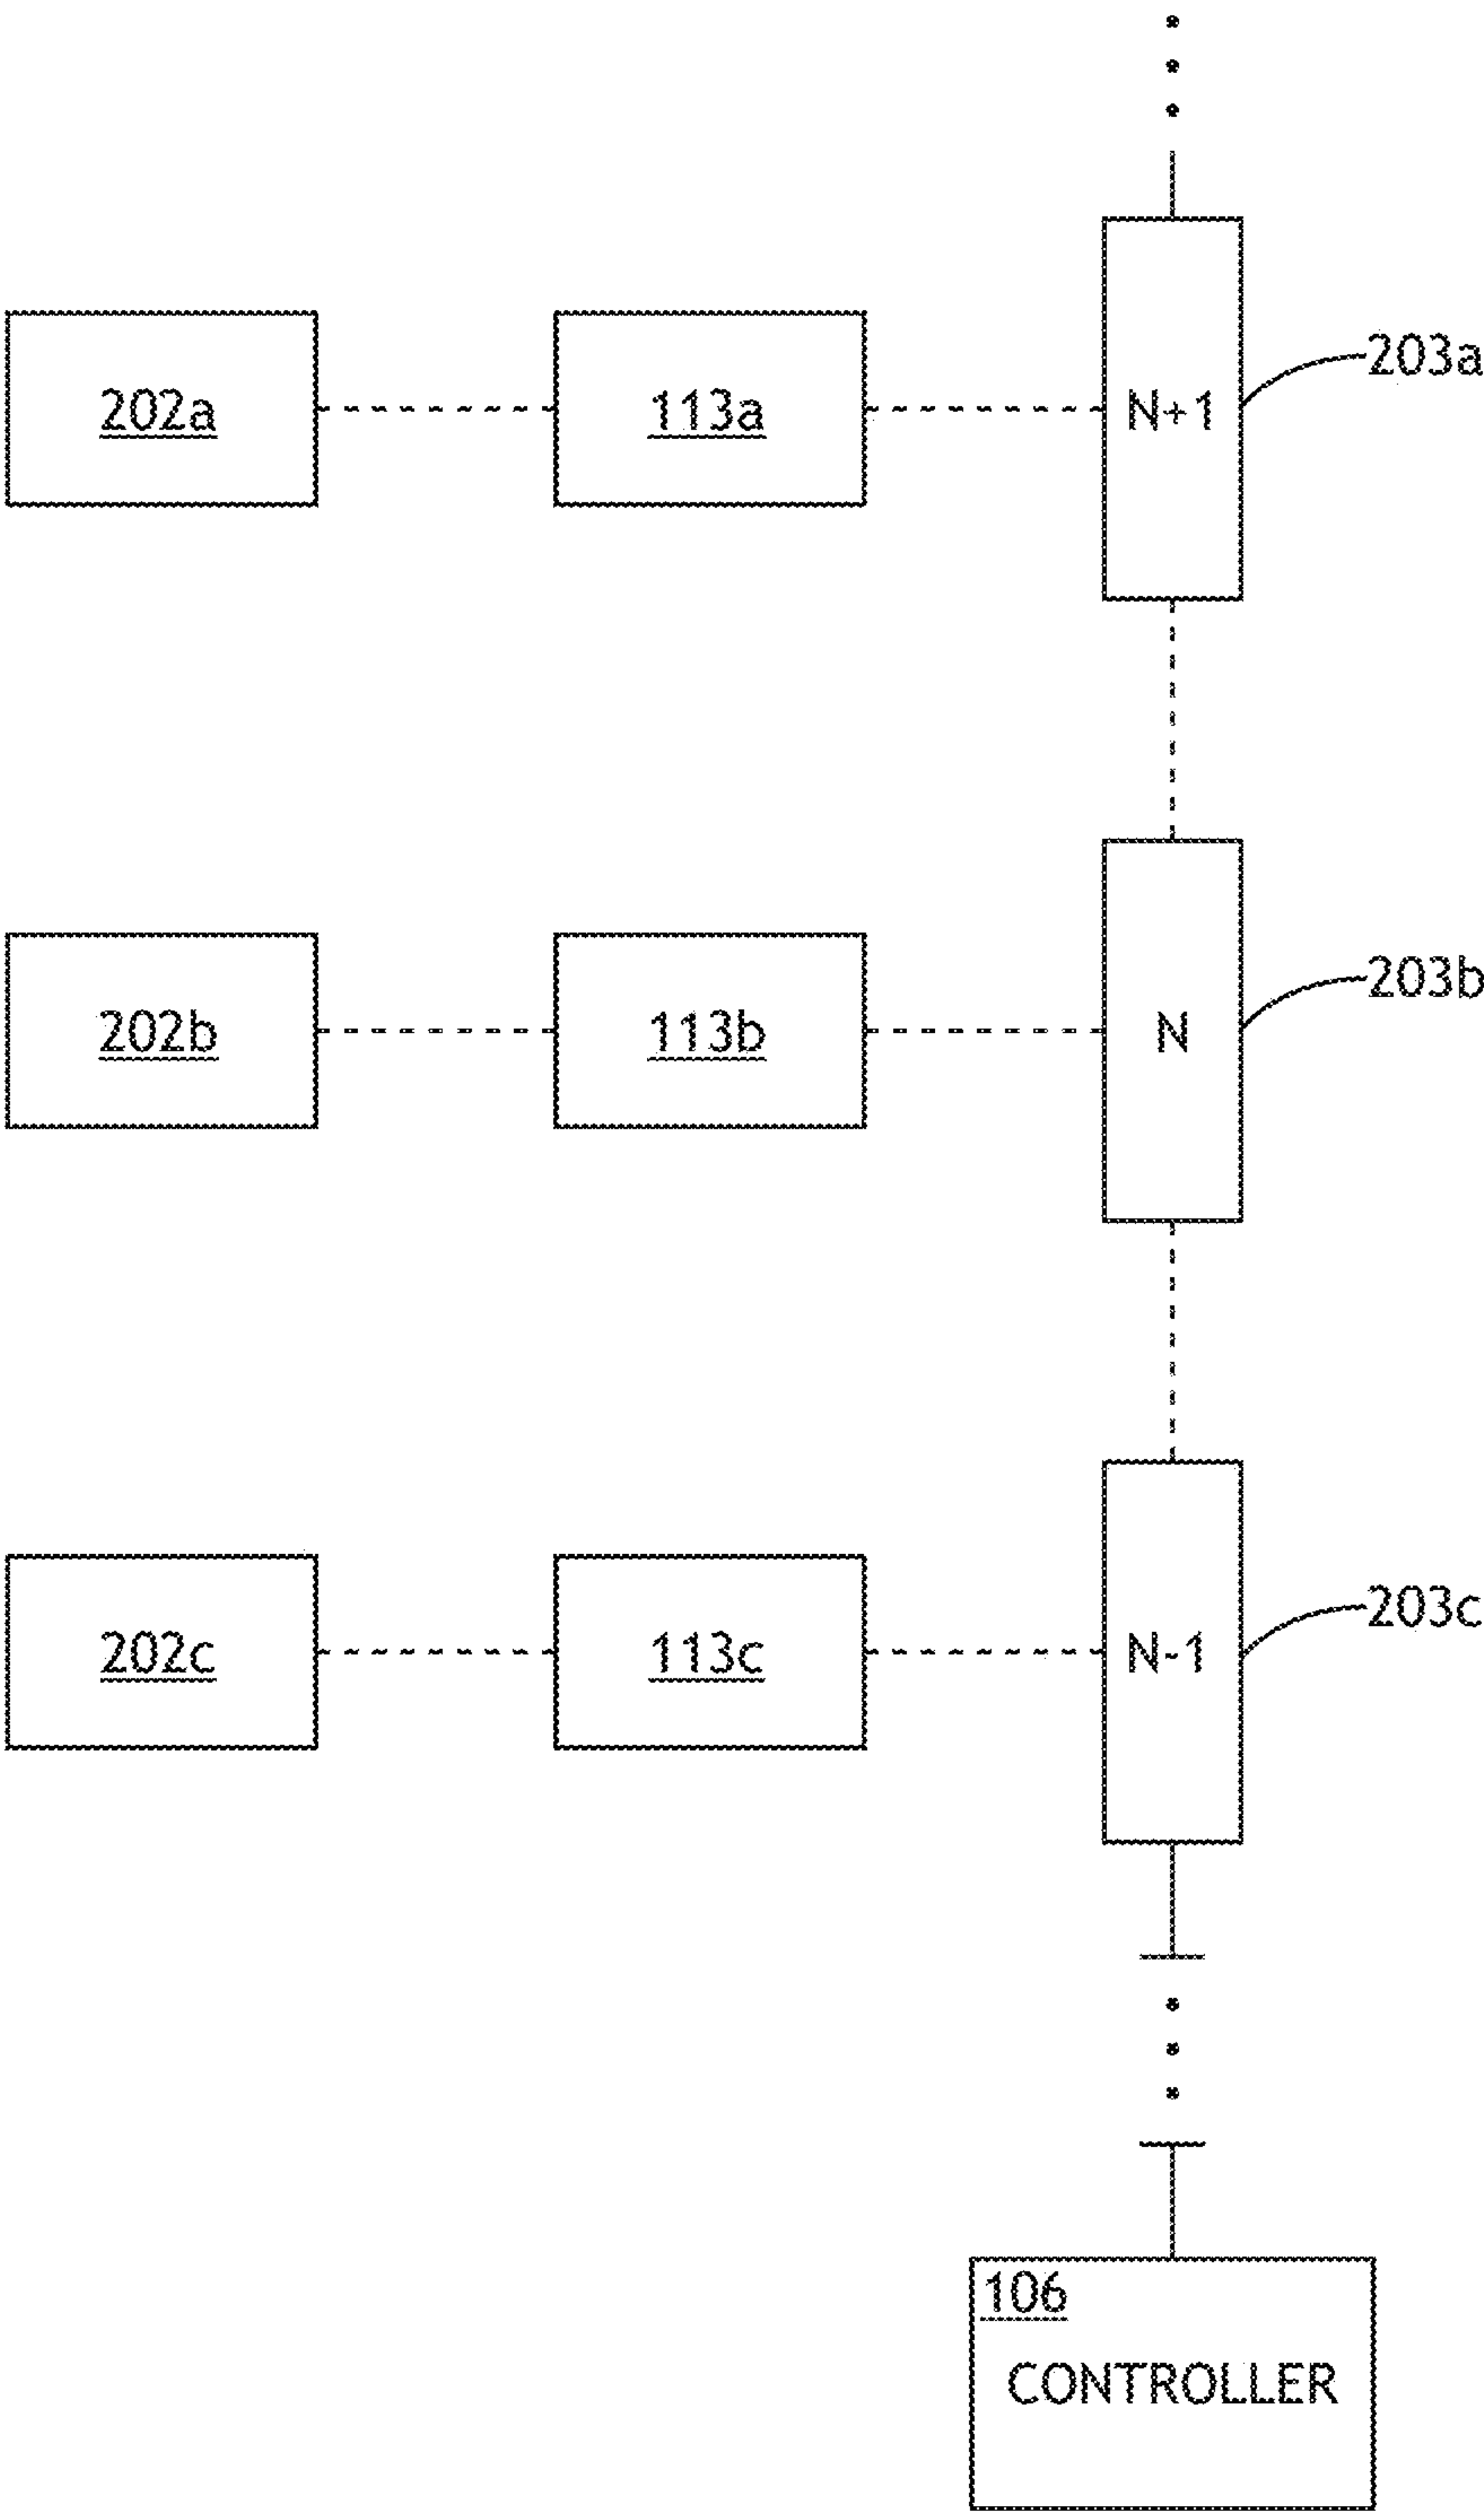 203a
202a
113a
N+1
203b
202b
113b
N
203c
202c
113c
N-1
106
CONTROLLER